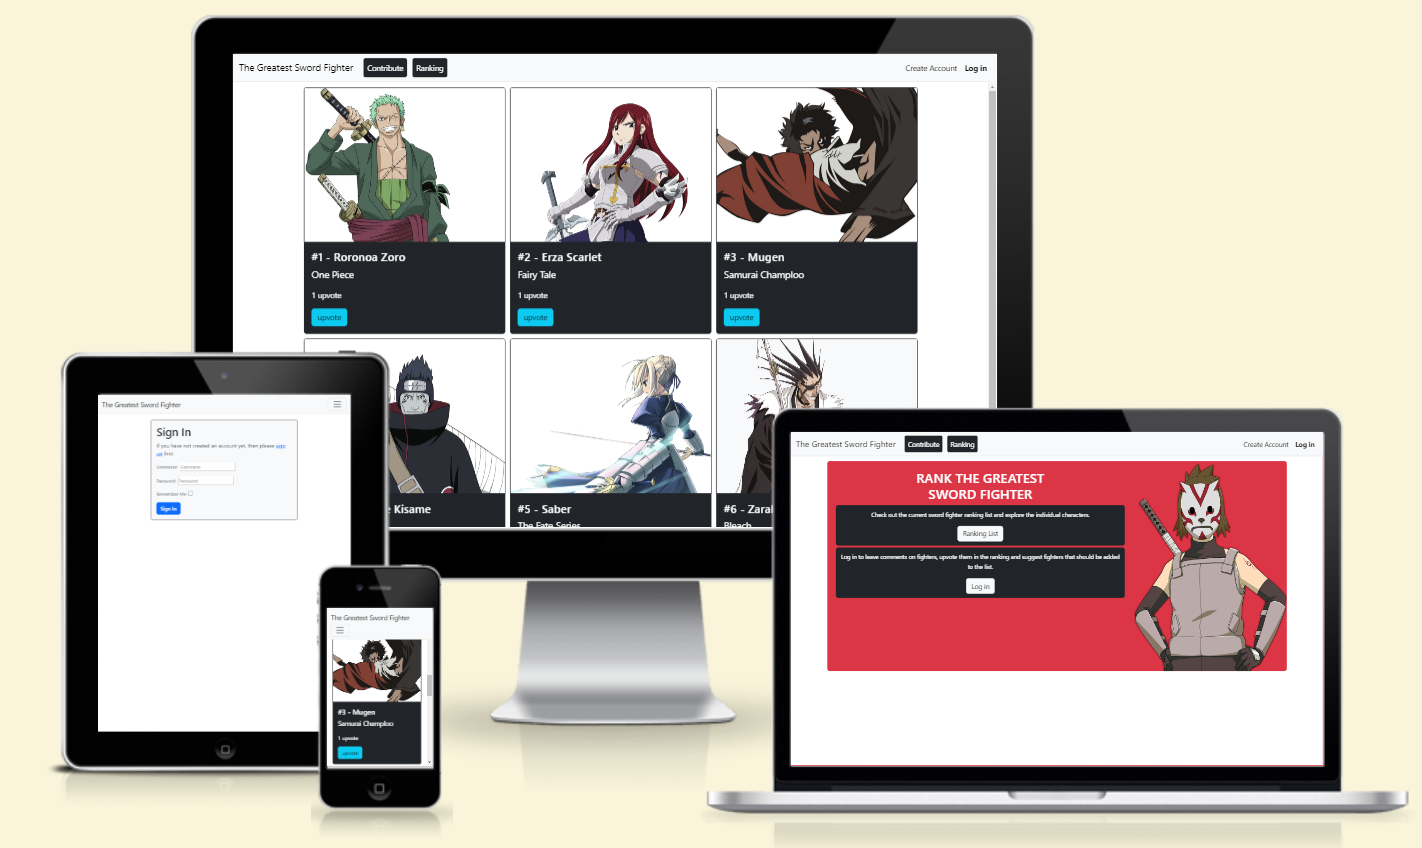 The Greatest Sword Fighter Contribute Ranking Create Account Log in
#1 - Roronoa Zoro
One Piece
1 upvote
upvote
#2 - Erza Scarlet
Fairy Tale
1 upvote
upvote
#3 - Mugen
Samurai Champloo
1 upvote
upvote
Kisame
#5 - Saber
The Fate Series
#6 - Zarai
Bleach
The Greatest Sword Fighter
Sign In
If you have not created an account yet, then please sign
up first.
Username Username
Password Password
Remember Me
Sign In
The Greatest Sword Fighter
#3 - Mugen
Samurai Champloo
1 upvote
upvote
The Greatest Sword Fighter Contribute Ranking Create Account Log in
RANK THE GREATEST
SWORD FIGHTER
Check out the current sword fighter ranking list and explore the individual characters.
Ranking List
Log in to leave comments on fighters, upvote them in the ranking and suggest fighters that should be added
to the list.
Log in